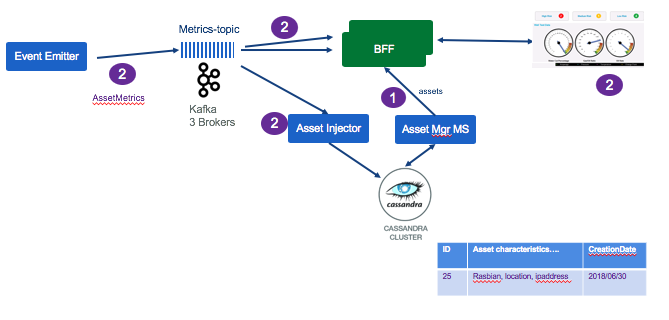 Metrics-topic
2
BFF
Event Emitter
2
AssetMetrics
Kafka
3 Brokers
2
Asset Injector
1
assets
Asset Mgr MS
2
cassandra
CASSANDRA
CLUSTER
ID Asset characteristics.... CreationDate
25 Rasbian, location, ipaddress 2018/06/30